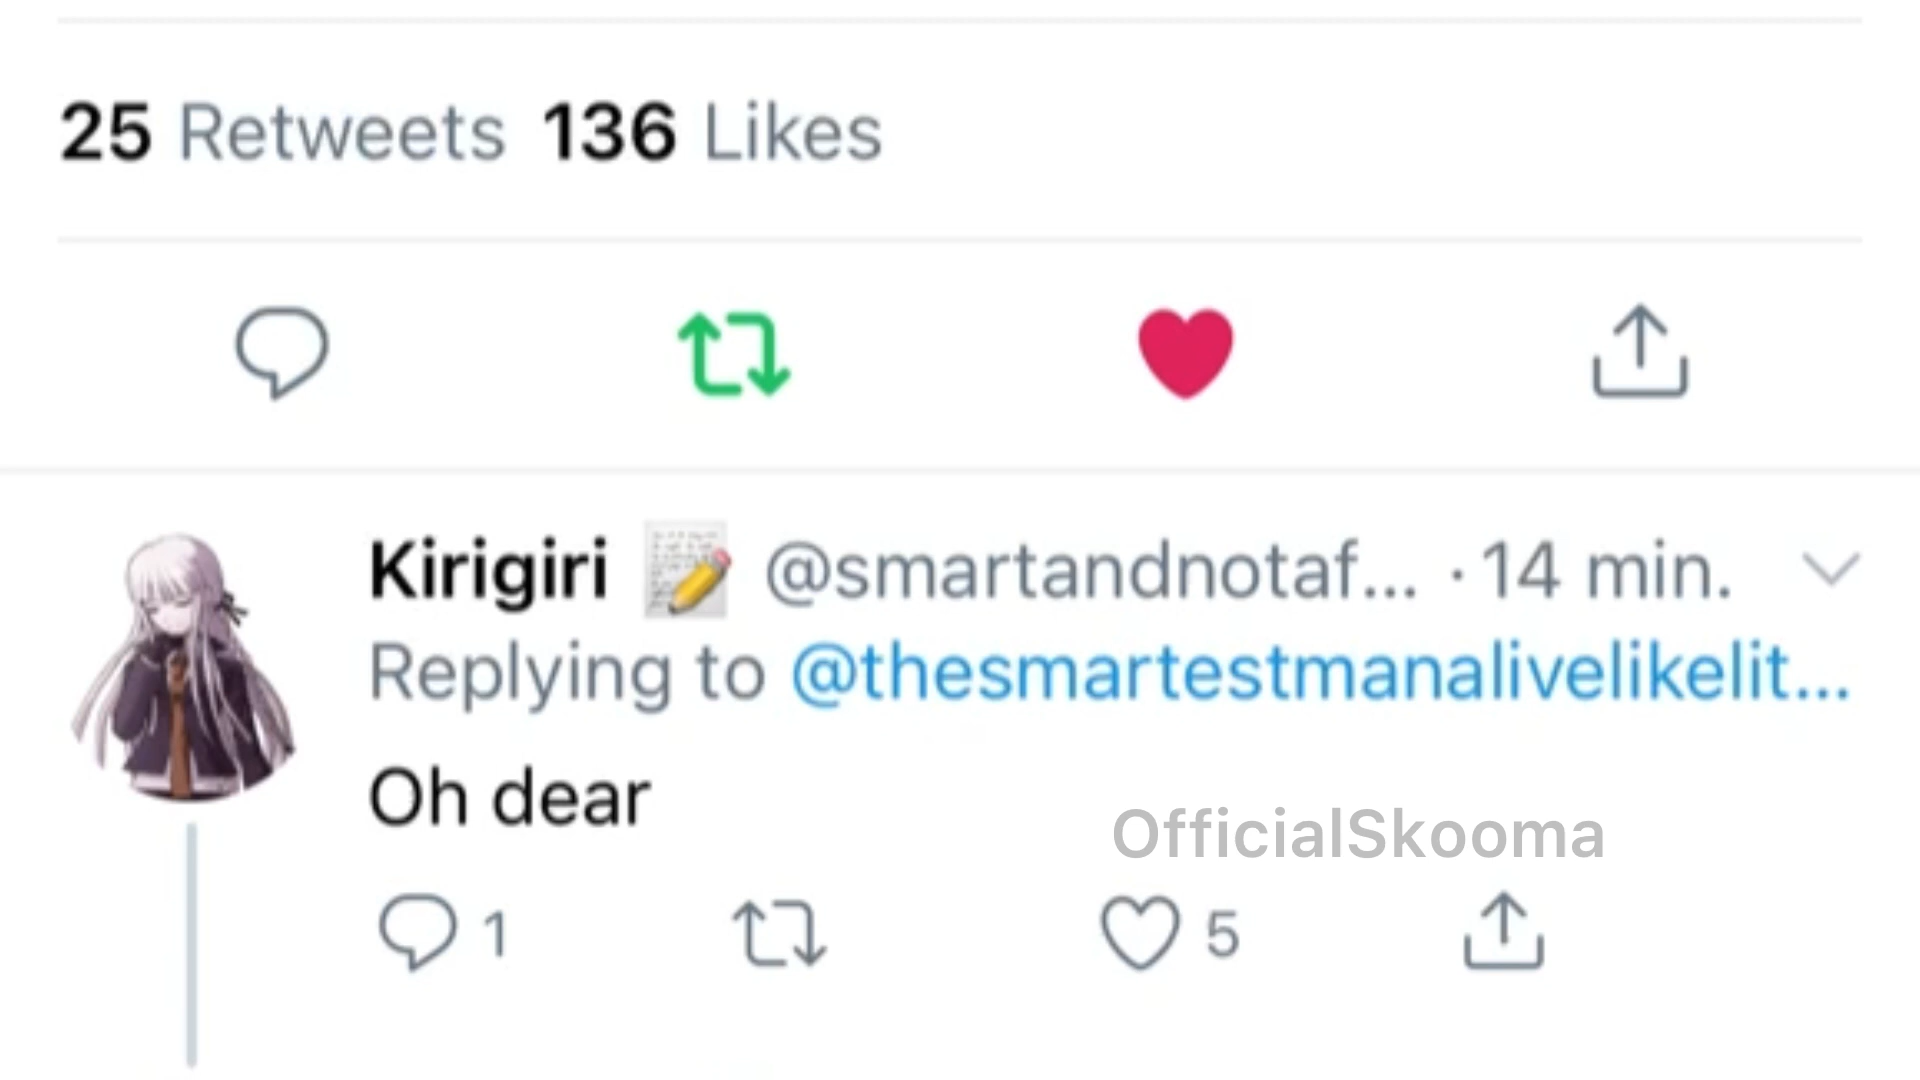 25 Retweets 136 Likes
Kirigiri 📝 @smartandnotaf... · 14 min.
Replying to @thesmartestmanalivelikelit...
Oh dear
OfficialSkooma
1 5